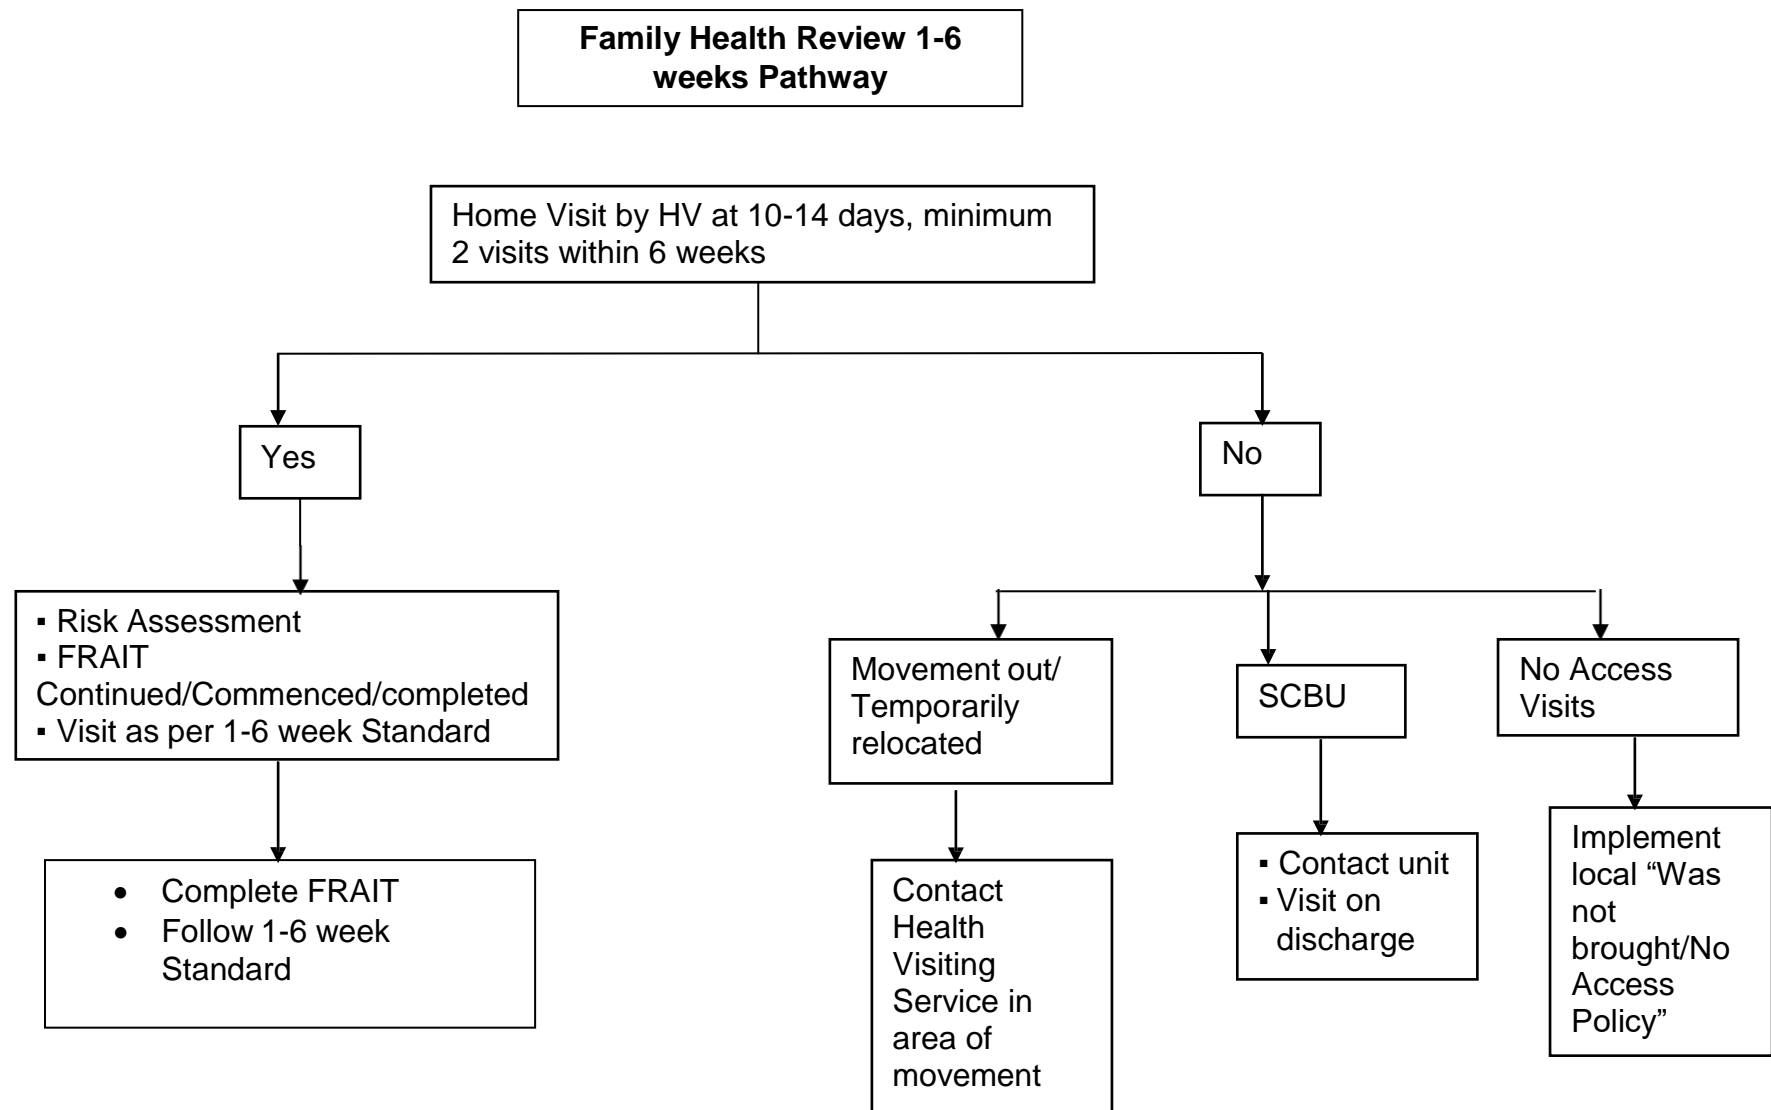 Family Health Review 1-6
weeks Pathway
Home Visit by HV at 10-14 days, minimum
2 visits within 6 weeks
Yes
No
▪ Risk Assessment
▪ FRAIT
Continued/Commenced/completed
▪ Visit as per 1-6 week Standard
Movement out/
Temporarily
relocated
SCBU
No Access
Visits
● Complete FRAIT
● Follow 1-6 week
Standard
Contact
Health
Visiting
Service in
area of
movement
▪ Contact unit
▪ Visit on
discharge
Implement
local “Was
not
brought/No
Access
Policy”